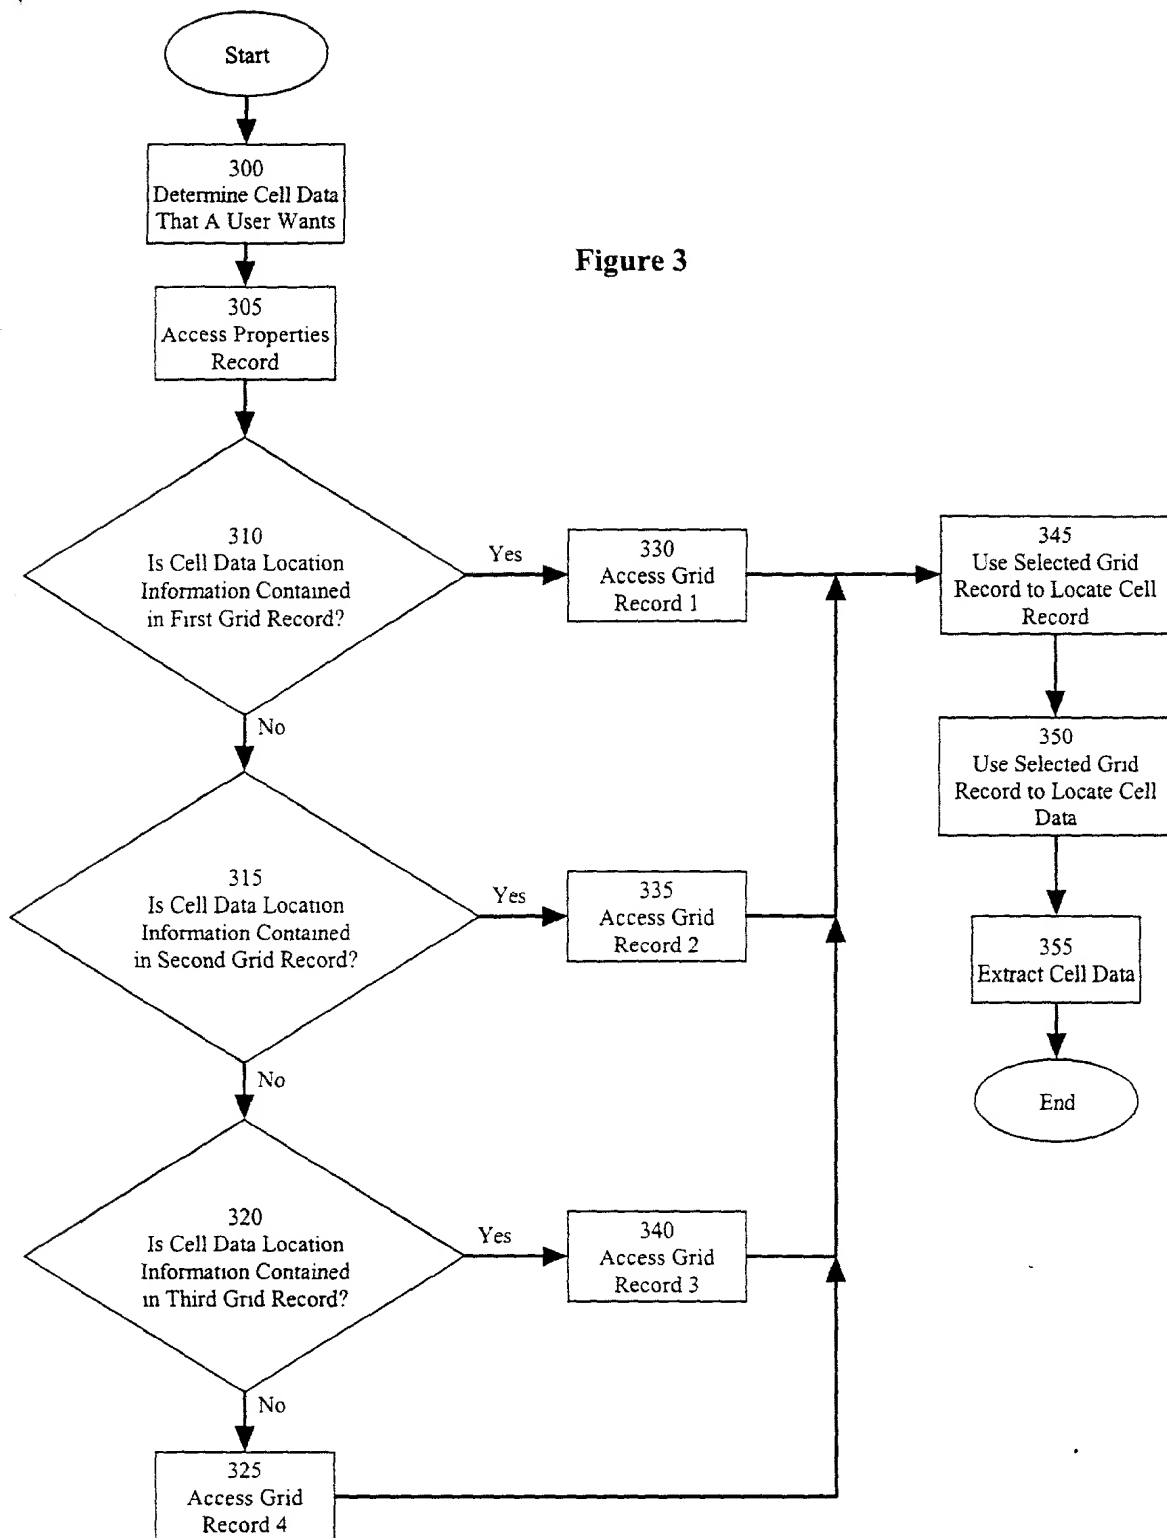 Start
300
Determine Cell Data
That A User Wants
Figure 3
305
Access Properties
Record
310
Is Cell Data Location
Information Contained
in First Grid Record?
Yes
330
Access Grid
Record 1
345
Use Selected Grid
Record to Locate Cell
Record
No
350
Use Selected Grid
Record to Locate Cell
Data
315
Is Cell Data Location
Information Contained
in Second Grid Record?
Yes
335
Access Grid
Record 2
355
Extract Cell Data
No
End
320
Is Cell Data Location
Information Contained
in Third Grid Record?
Yes
340
Access Grid
Record 3
No
325
Access Grid
Record 4